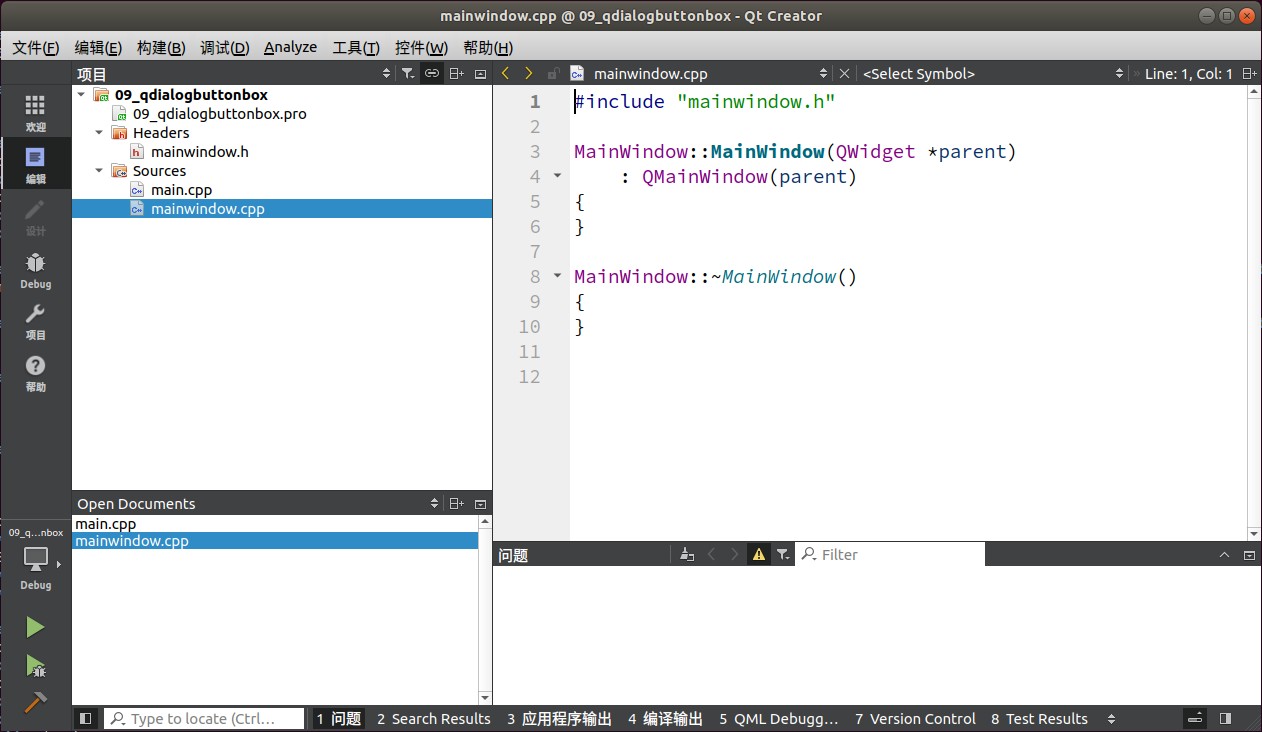 mainwindow.cpp @ 09_qdialogbuttonbox - Qt Creator
文件(F) 编辑(E) 构建(B) 调试(D) Analyze 工具(T) 控件(W) 帮助(H)
项目
mainwindow.cpp
<Select Symbol>
Line: 1, Col: 1
欢迎
编辑
设计
Debug
项目
帮助
09_qdialogbuttonbox
09_qdialogbuttonbox.pro
Headers
mainwindow.h
Sources
main.cpp
mainwindow.cpp
1 #include "mainwindow.h"
2
3 MainWindow::MainWindow(QWidget *parent)
4     : QMainWindow(parent)
5 {
6 }
7
8 MainWindow::~MainWindow()
9 {
10 }
11
12
Open Documents
main.cpp
mainwindow.cpp
09_q...nbox
Debug
问题
Filter
Type to locate (Ctrl...
1 问题 2 Search Results 3 应用程序输出 4 编译输出 5 QML Debugg... 7 Version Control 8 Test Results